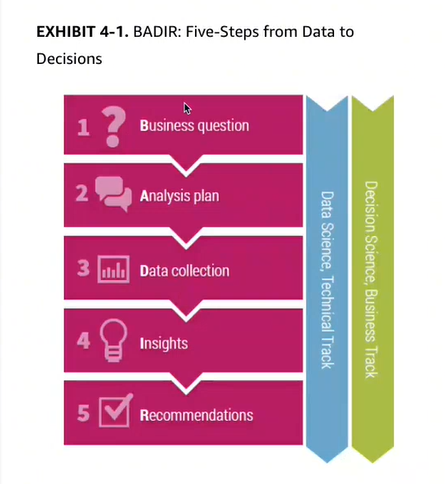 EXHIBIT 4-1. BADIR: Five-Steps from Data to
Decisions
1 Business question
2 Analysis plan
3 Data collection
4 Insights
5 Recommendations
Data Science, Technical Track
Decision Science, Business Track